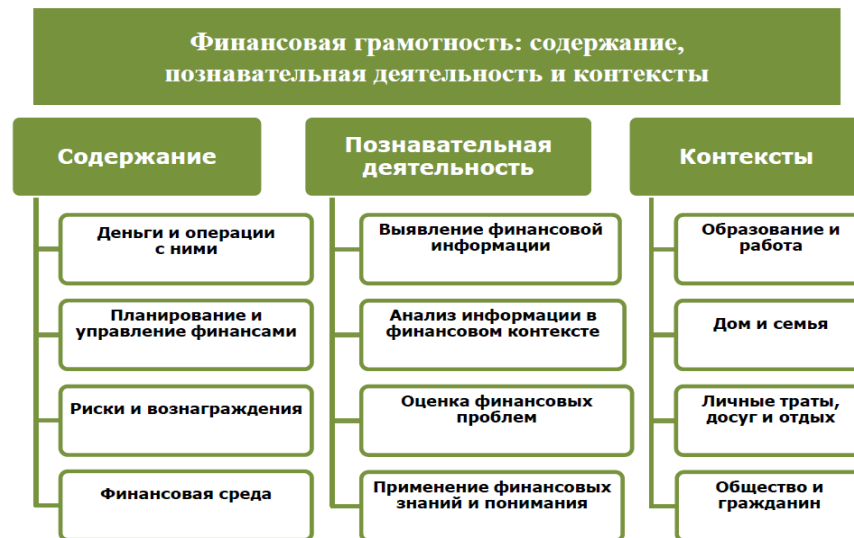 Финансовая грамотность: содержание,
познавательная деятельность и контексты
Содержание
Деньги и операции
с ними
Планирование и
управление финансами
Риски и вознаграждения
Финансовая среда
Познавательная
деятельность
Выявление финансовой
информации
Анализ информации в
финансовом контексте
Оценка финансовых
проблем
Применение финансовых
знаний и понимания
Контексты
Образование и
работа
Дом и семья
Личные траты,
досуг и отдых
Общество и
гражданин